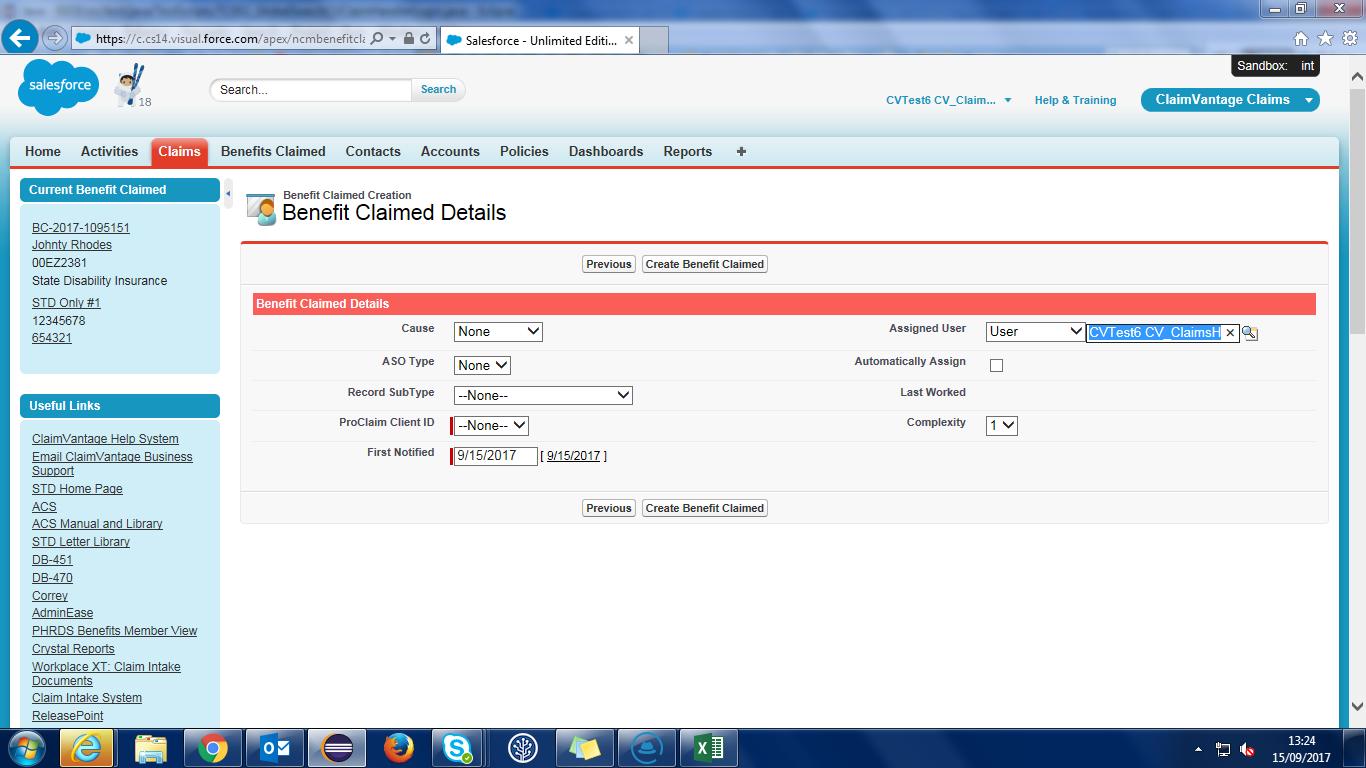 https://c.cs14.visual.force.com/apex/ncmbenefitcla
Salesforce - Unlimited Editi...
Sandbox: int
salesforce
18
Search...
Search
CVTest6 CV_Claim...
Help & Training
ClaimVantage Claims
Home
Activities
Claims
Benefits Claimed
Contacts
Accounts
Policies
Dashboards
Reports
Current Benefit Claimed
BC-2017-1095151
Johnty Rhodes
00EZ2381
State Disability Insurance
STD Only #1
12345678
654321
Useful Links
ClaimVantage Help System
Email ClaimVantage Business
Support
STD Home Page
ACS
ACS Manual and Library
STD Letter Library
DB-451
DB-470
Correy
AdminEase
PHRDS Benefits Member View
Crystal Reports
Workplace XT: Claim Intake
Documents
Claim Intake System
ReleasePoint
Benefit Claimed Creation
Benefit Claimed Details
Previous
Create Benefit Claimed
Benefit Claimed Details
Cause
None
Assigned User
User
CVTest6 CV_ClaimsH
ASO Type
None
Automatically Assign
Record SubType
--None--
Last Worked
ProClaim Client ID
--None--
Complexity
1
First Notified
9/15/2017
[ 9/15/2017 ]
Previous
Create Benefit Claimed
13:24
15/09/2017